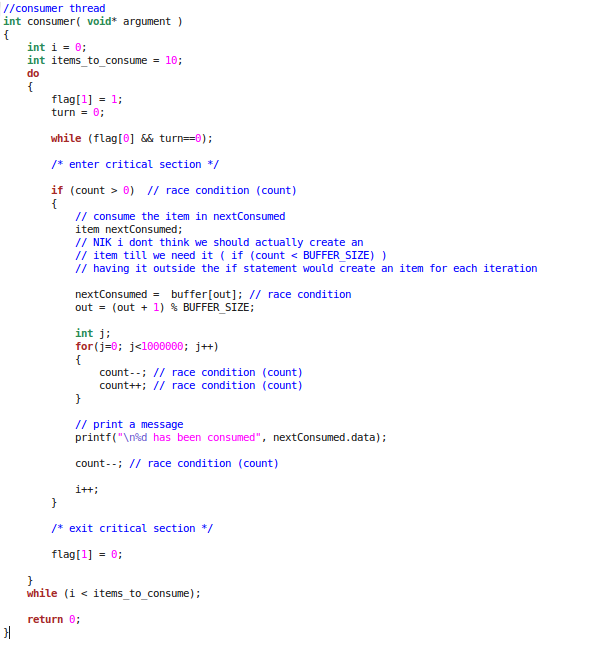 //consumer thread
int consumer( void* argument )
{
    int i = 0;
    int items_to_consume = 10;
    do
    {
        flag[1] = 1;
        turn = 0;

        while (flag[0] && turn==0);

        /* enter critical section */

        if (count > 0)  // race condition (count)
        {
            // consume the item in nextConsumed
            item nextConsumed;
            // NIK i dont think we should actually create an
            // item till we need it ( if (count < BUFFER_SIZE) )
            // having it outside the if statement would create an item for each iteration

            nextConsumed =  buffer[out]; // race condition
            out = (out + 1) % BUFFER_SIZE;

            int j;
            for(j=0; j<1000000; j++)
            {
                count--; // race condition (count)
                count++; // race condition (count)
            }

            // print a message
            printf("\n%d has been consumed", nextConsumed.data);

            count--; // race condition (count)

            i++;
        }

        /* exit critical section */

        flag[1] = 0;

    }
    while (i < items_to_consume);

    return 0;
}